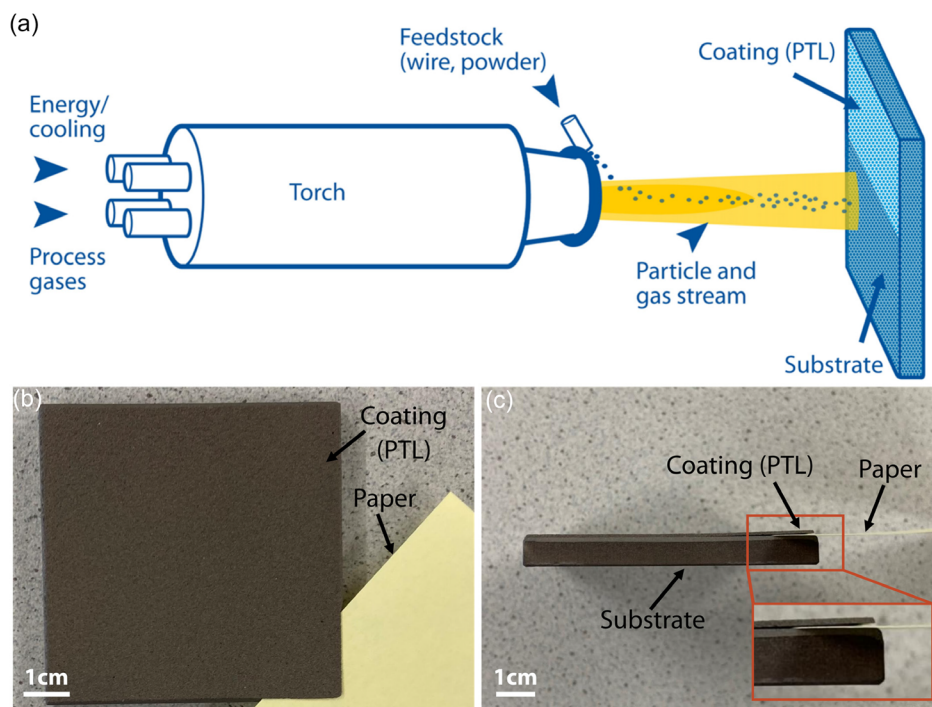 (a)
Feedstock
(wire, powder)
Coating (PTL)
Energy/
cooling
Torch
Process
gases
Particle and
gas stream
Substrate
(b)
Coating
(PTL)
Paper
1cm
(c)
Coating (PTL)
Paper
Substrate
1cm